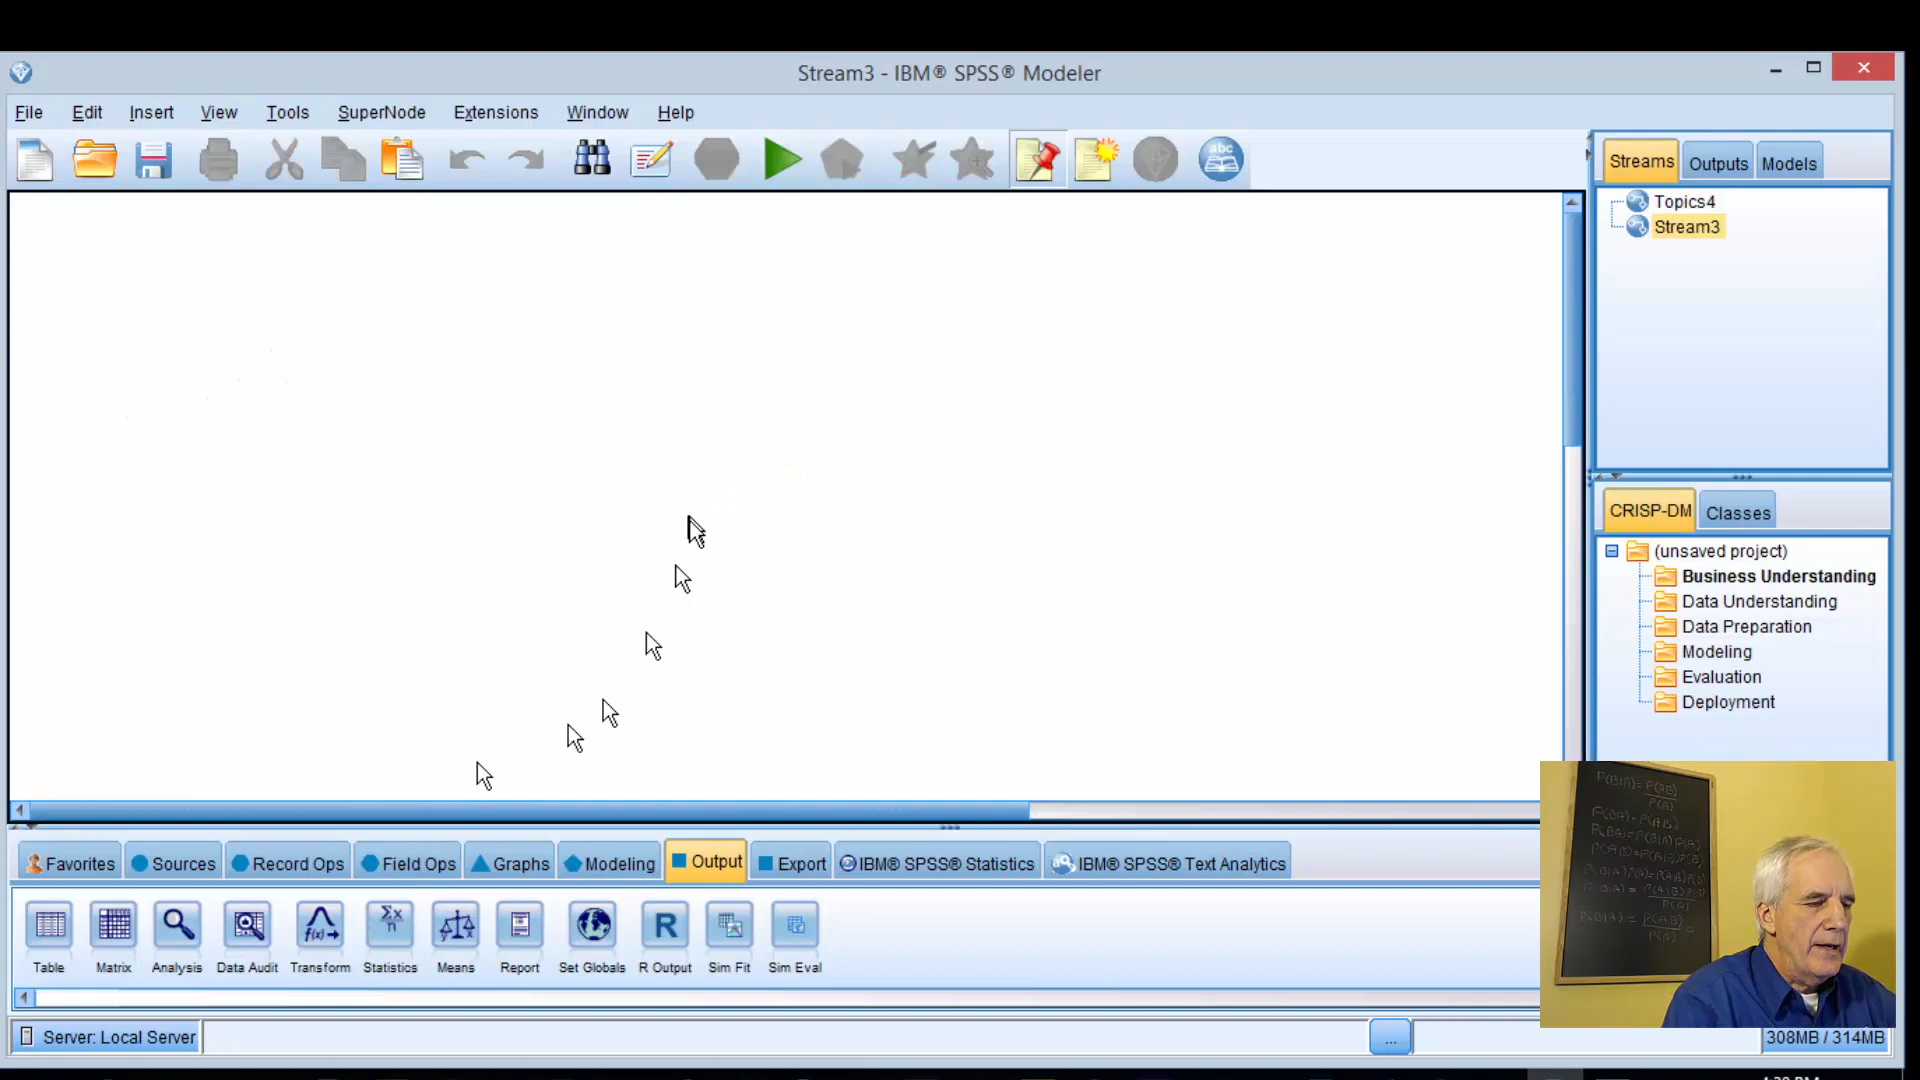 Stream3 - IBM® SPSS® Modeler
File Edit Insert View Tools SuperNode Extensions Window Help
abc
Streams Outputs Models
Topics4
Stream3
CRISP-DM Classes
(unsaved project)
Business Understanding
Data Understanding
Data Preparation
Modeling
Evaluation
Deployment
P(B|A)=P(AB)
P(A)
Favorites Sources Record Ops Field Ops Graphs Modeling Output Export IBM® SPSS® Statistics IBM® SPSS® Text Analytics
Table Matrix Analysis Data Audit Transform Statistics Means Report Set Globals R Output Sim Fit Sim Eval
Server: Local Server
...
308MB / 314MB